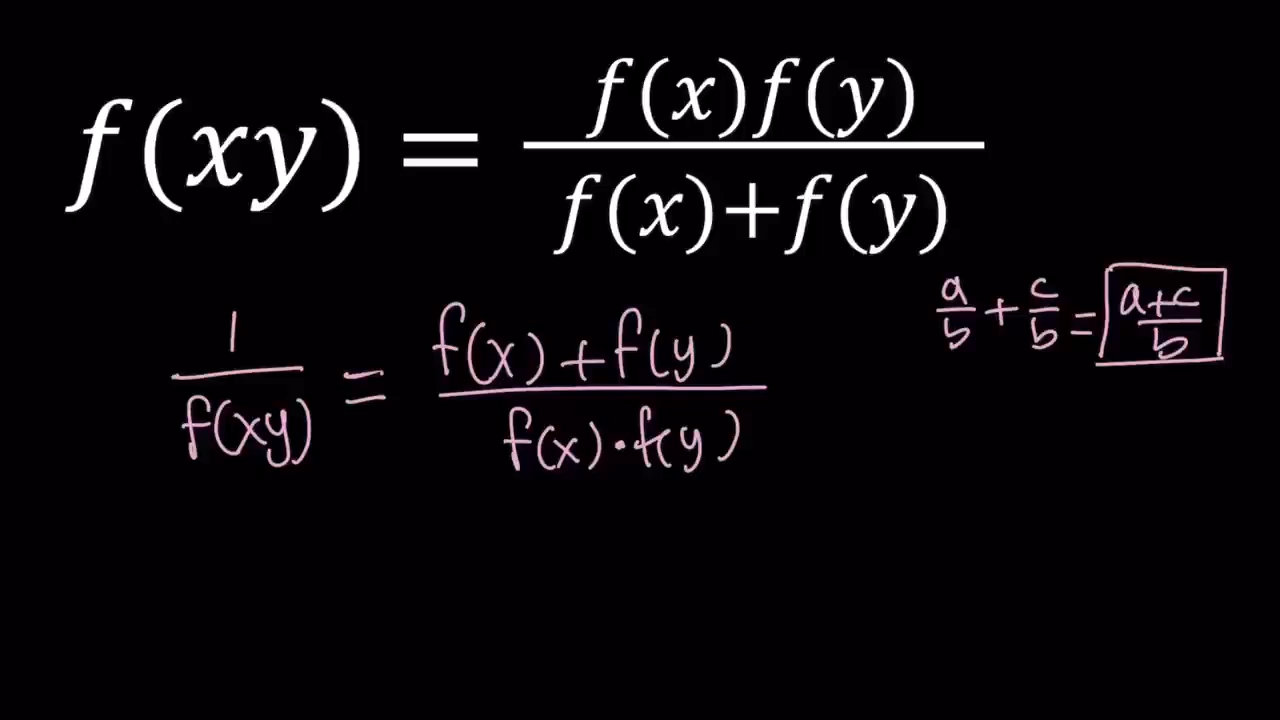 f(xy) = f(x)f(y) / f(x)+f(y)
a/b + c/b = a+c/b
1/f(xy) = f(x)+f(y) / f(x)·f(y)